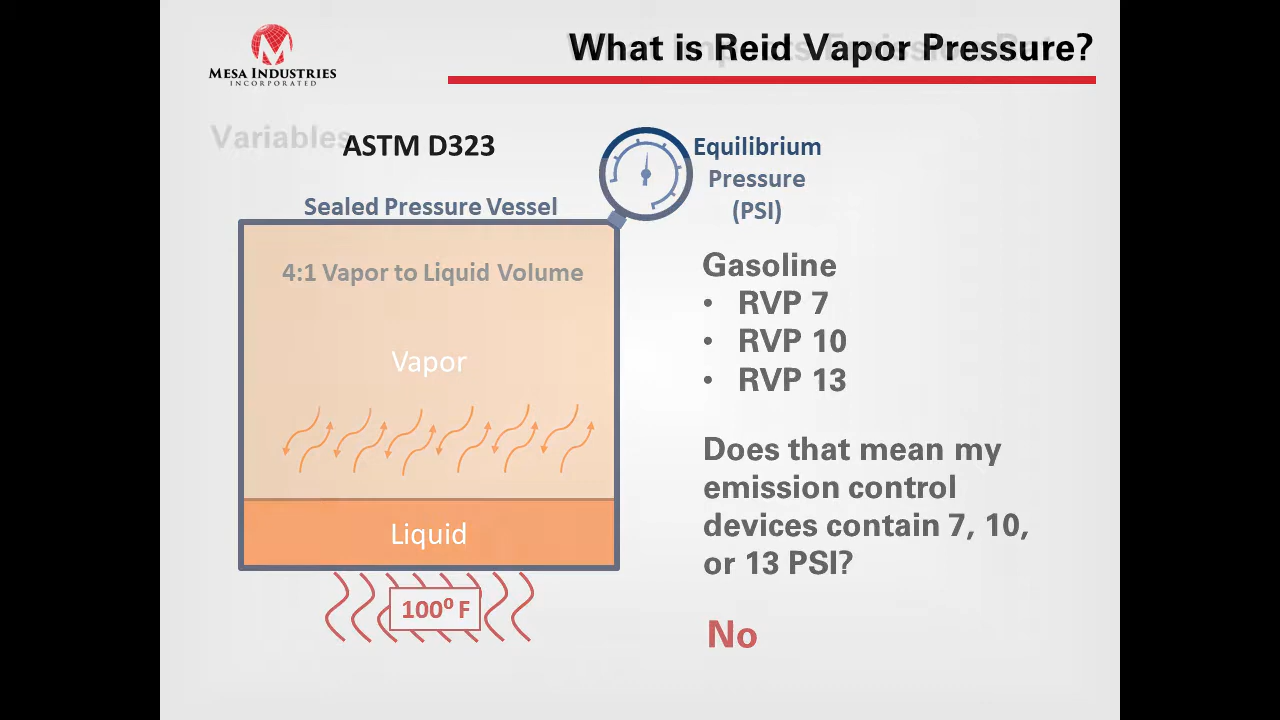 MESA INDUSTRIES
INCORPORATED
What is Reid Vapor Pressure?
Variables
ASTM D323
Equilibrium
Pressure
(PSI)
Sealed Pressure Vessel
4:1 Vapor to Liquid Volume
Vapor
Liquid
100⁰ F
Gasoline
• RVP 7
• RVP 10
• RVP 13
Does that mean my
emission control
devices contain 7, 10,
or 13 PSI?
No